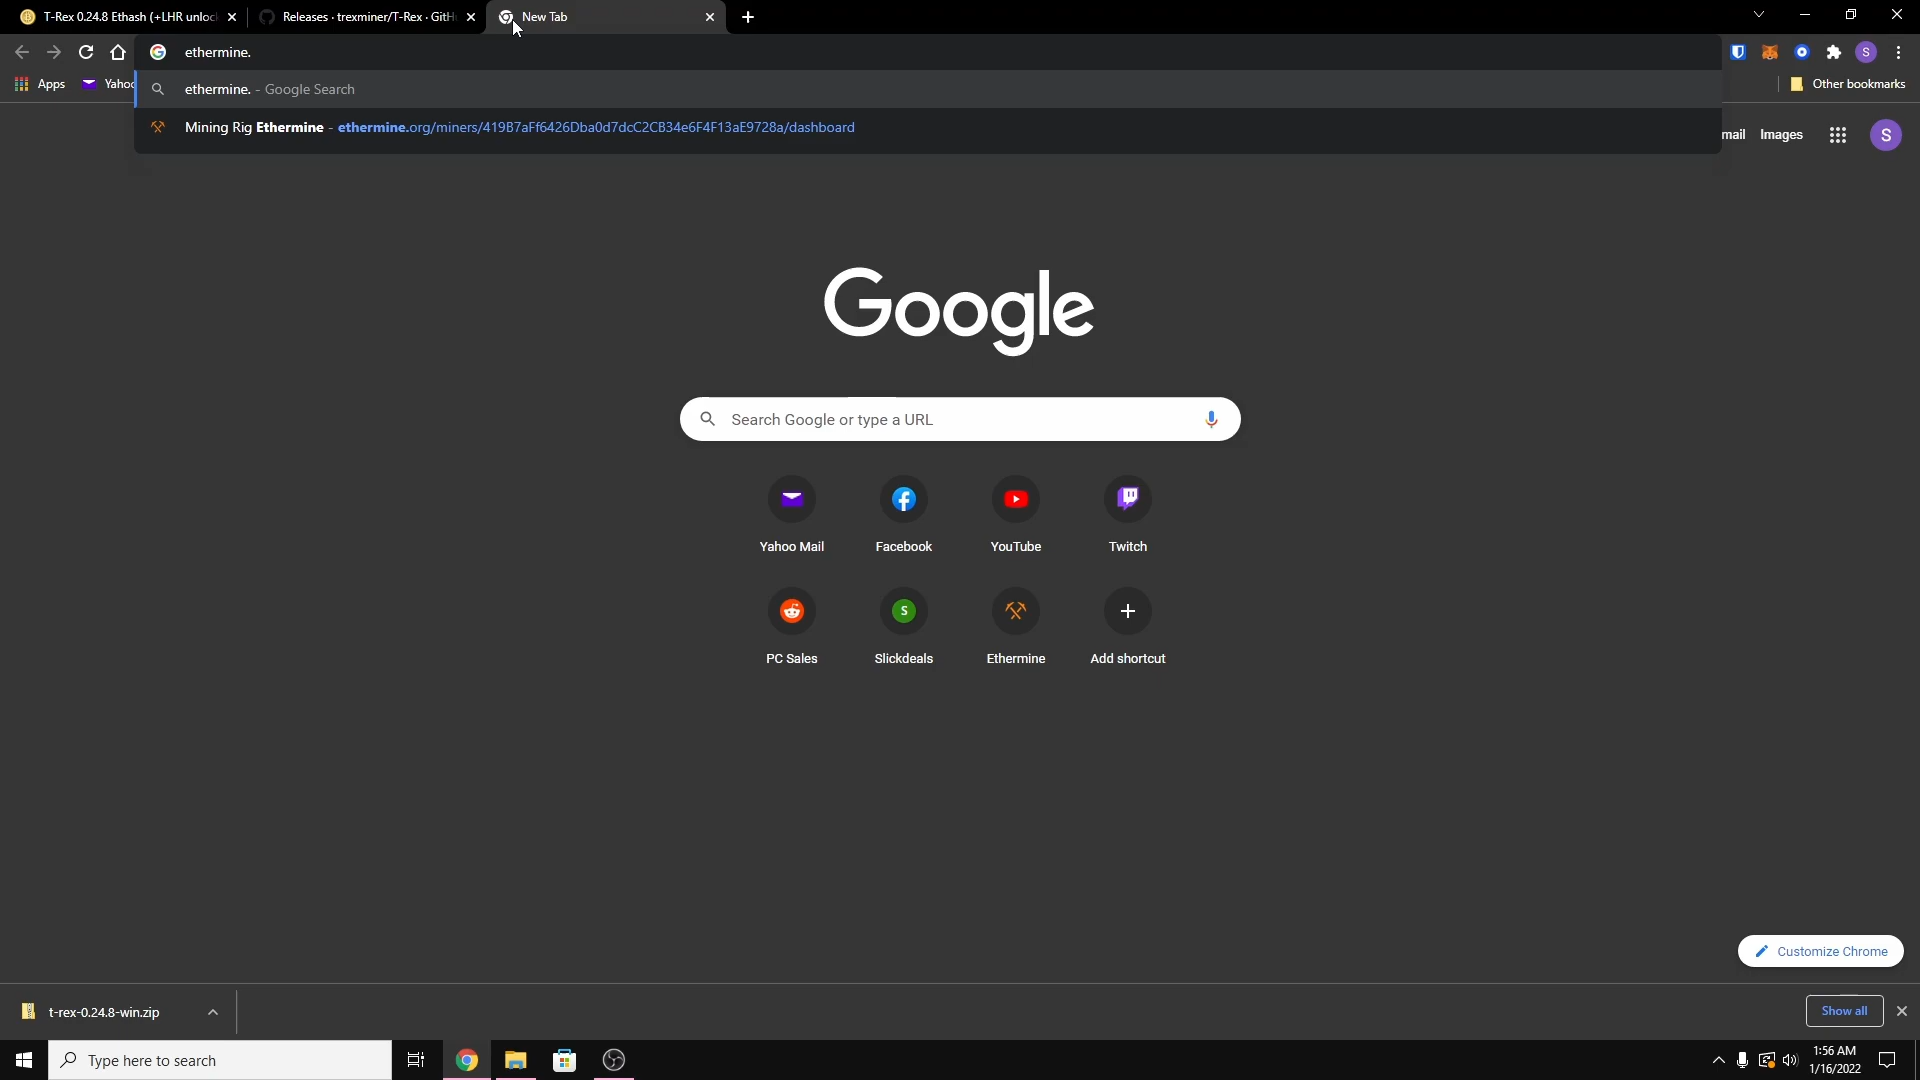 T-Rex 0.24.8 Ethash (+LHR unloc
Releases · trexminer/T-Rex · GitH
New Tab
ethermine.
Apps
Yahoo
ethermine. - Google Search
Other bookmarks
Mining Rig Ethermine - ethermine.org/miners/419B7aFf6426Dba0d7dcC2CB34e6F4F13aE9728a/dashboard
mail
Images
S
S
Google
Search Google or type a URL
Yahoo Mail
Facebook
YouTube
Twitch
S
PC Sales
Slickdeals
Ethermine
Add shortcut
Customize Chrome
t-rex-0.24.8-win.zip
Show all
Type here to search
1:56 AM
1/16/2022